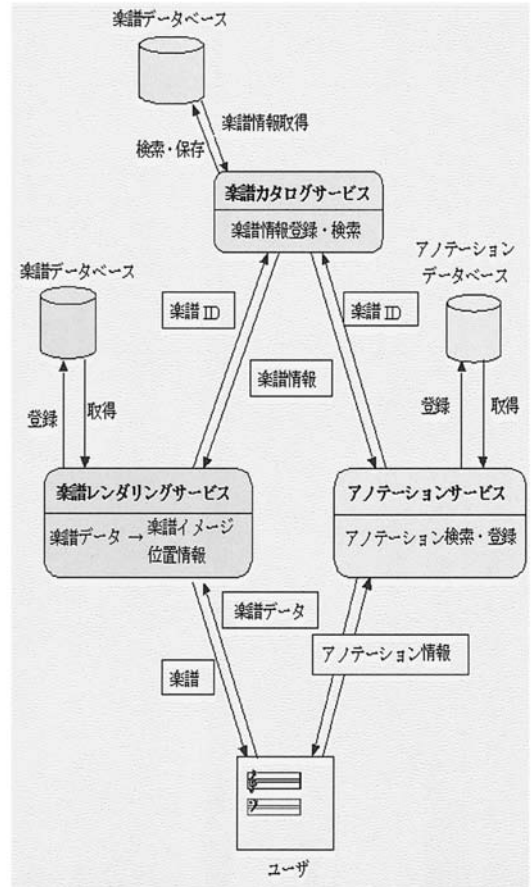 楽譜データベース
楽譜情報取得
検索・保存
楽譜カタログサービス
楽譜情報登録・検索
楽譜データベース
アノテーション
データベース
楽譜ID
楽譜ID
楽譜情報
登録
取得
登録
取得
楽譜レンダリングサービス
楽譜データ → 楽譜イメージ
位置情報
アノテーションサービス
アノテーション検索・登録
楽譜データ
アノテーション情報
楽譜
ユーザ